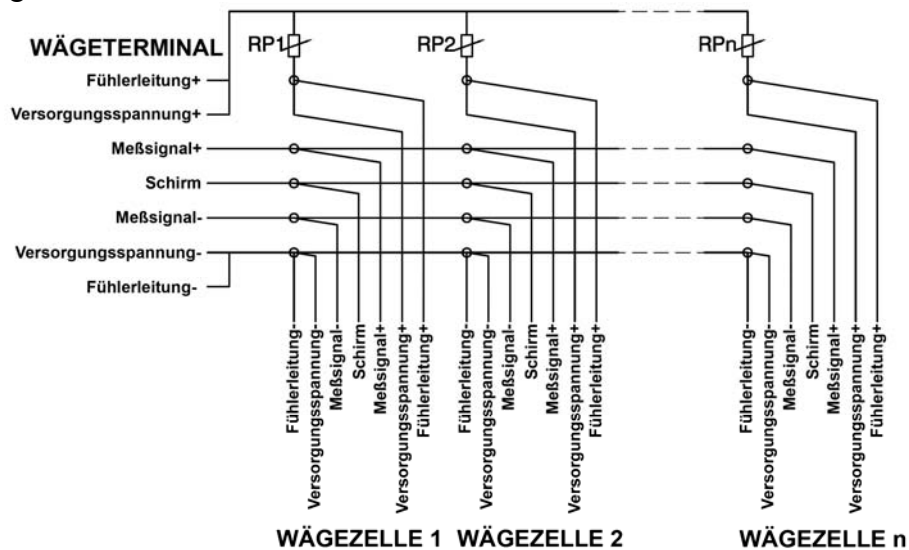 RP1
RP2
RPn
WÄGETERMINAL
Fühlerleitung+
Versorgungsspannung+
Meßsignal+
Schirm
Meßsignal-
Versorgungsspannung-
Fühlerleitung-
Fühlerleitung-
Versorgungsspannung-
Meßsignal-
Schirm
Meßsignal+
Versorgungsspannung+
Fühlerleitung+
Fühlerleitung-
Versorgungsspannung-
Meßsignal-
Schirm
Meßsignal+
Versorgungsspannung+
Fühlerleitung+
Fühlerleitung-
Versorgungsspannung-
Meßsignal-
Schirm
Meßsignal+
Versorgungsspannung+
Fühlerleitung+
WÄGEZELLE 1
WÄGEZELLE 2
WÄGEZELLE n